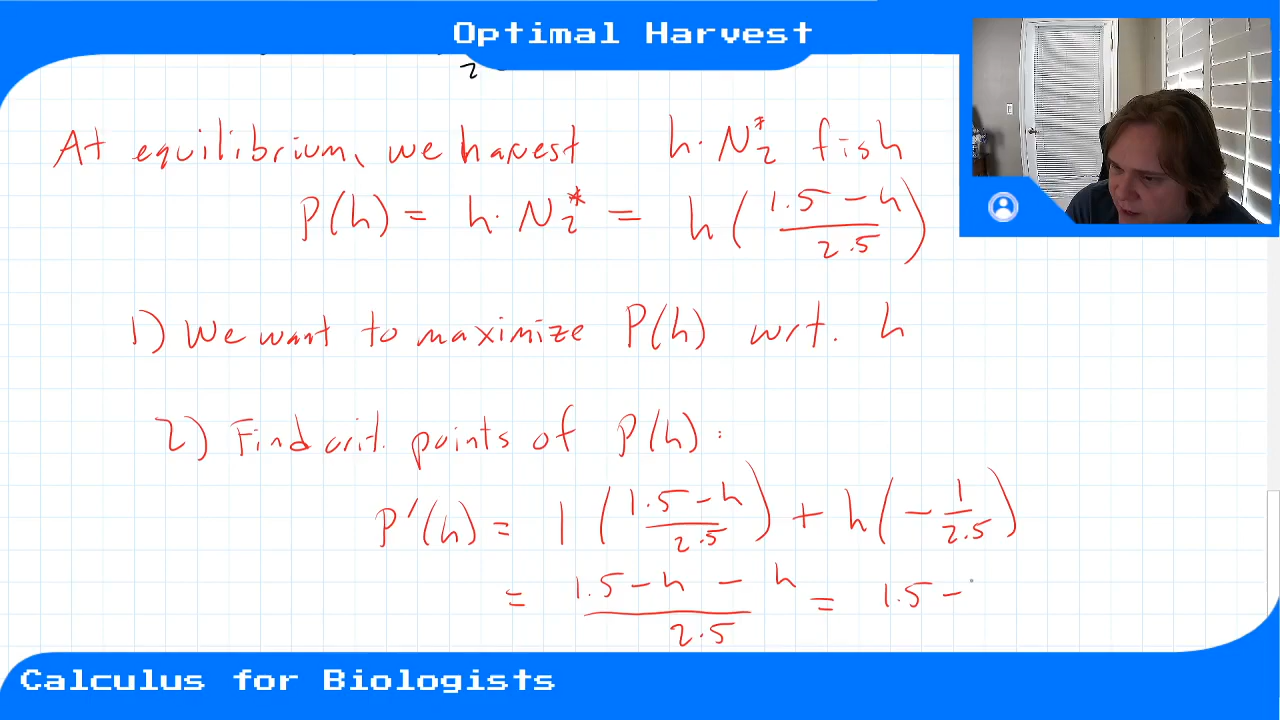 Optimal Harvest
2
At equilibrium, we havest h · N₂* fish
P(h) = h · N₂* = h (1.5 - h / 2.5)
1) We want to maximize P(h) wrt. h
2) Find crit. points of P(h) :
P'(h) = 1 (1.5 - h / 2.5) + h (- 1 / 2.5)
= 1.5 - h - h / 2.5 = 1.5 -
Calculus for Biologists